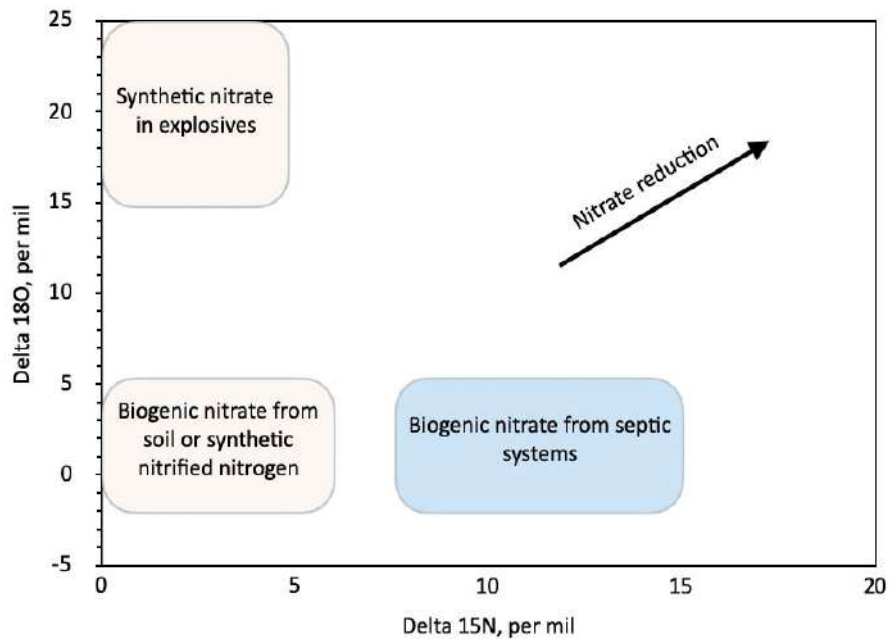 25
20
15
10
5
0
-5
Delta 18O, per mil
Synthetic nitrate
in explosives
Nitrate reduction
Biogenic nitrate from
soil or synthetic
nitrified nitrogen
Biogenic nitrate from septic
systems
0
5
10
15
20
Delta 15N, per mil